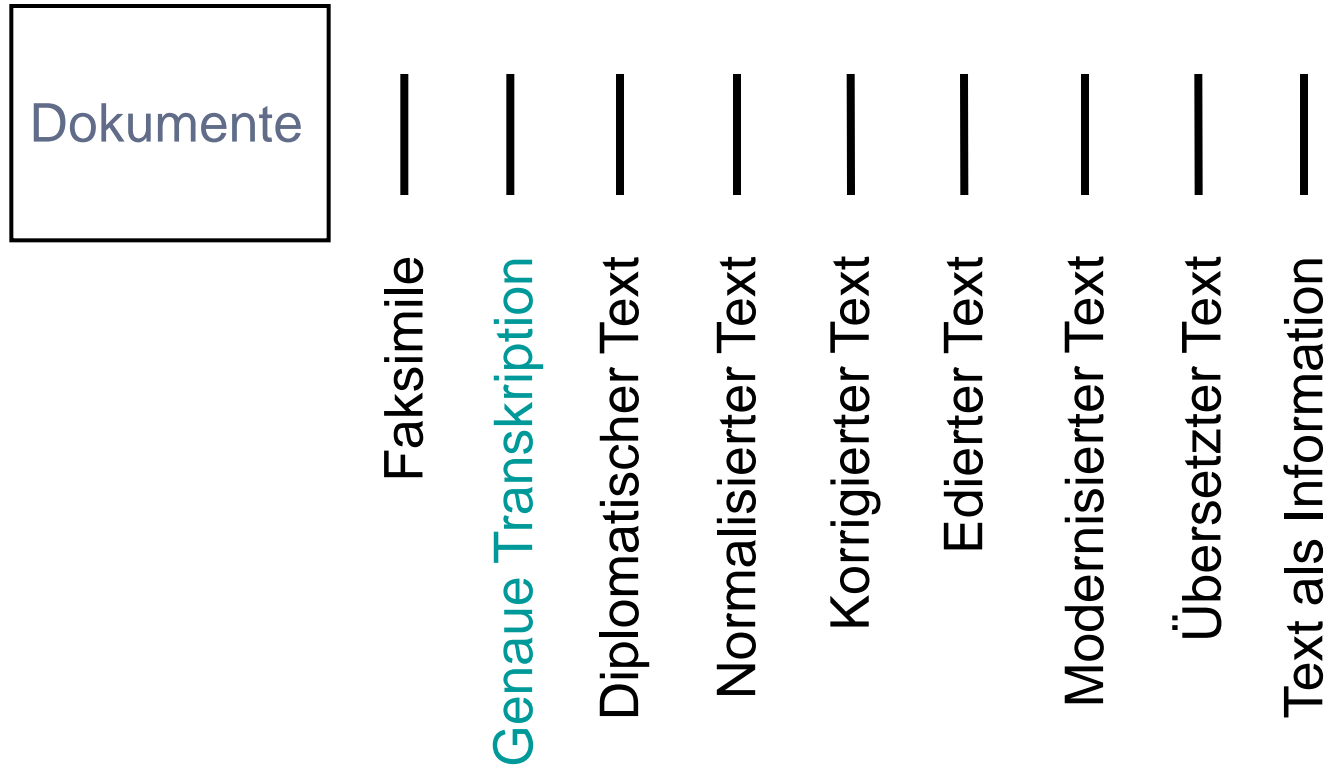 Dokumente
Faksimile
Genaue Transkription
Diplomatischer Text
Normalisierter Text
Korrigierter Text
Edierter Text
Modernisierter Text
Übersetzter Text
Text als Information